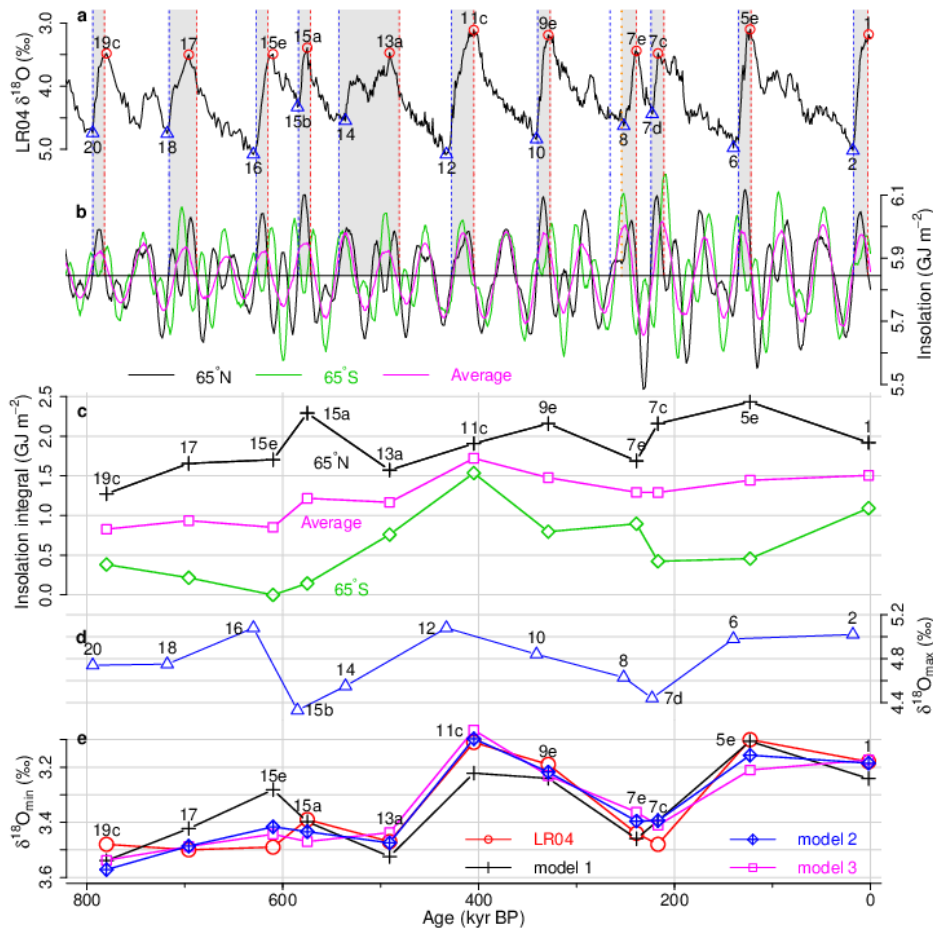 a
LR04 δ¹⁸O (‰)
3.0
4.0
5.0
19c
17
15e
15a
13a
11c
9e
7e
7c
5e
1
20
18
16
15b
14
12
10
8
7d
6
2
b
6.1
5.9
5.7
5.5
Insolation (GJ m⁻²)
65°N
65°S
Average
c
Insolation integral (GJ m⁻²)
2.5
2.0
1.5
1.0
0.5
0.0
19c
17
15e
15a
13a
11c
9e
7e
7c
5e
1
65°N
Average
65°S
d
5.2
4.8
4.4
δ¹⁸Omax (‰)
20
18
16
15b
14
12
10
8
7d
6
2
e
δ¹⁸Omin (‰)
3.2
3.4
3.6
19c
17
15e
15a
13a
11c
9e
7e
7c
5e
1
LR04
model 2
model 1
model 3
800
600
400
200
0
Age (kyr BP)